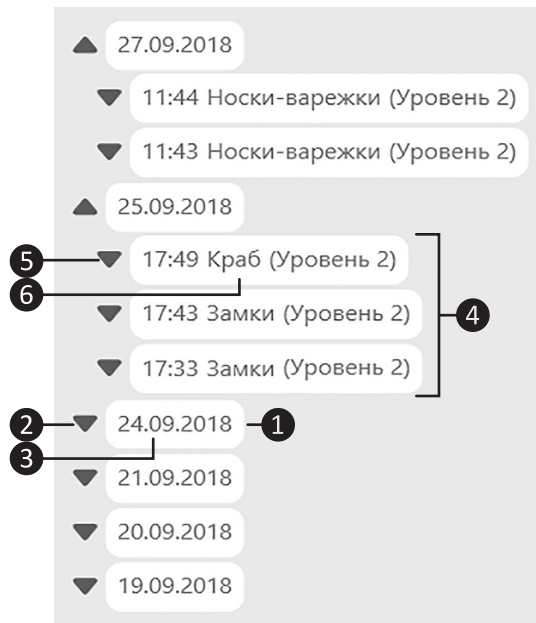 27.09.2018
11:44 Носки-варежки (Уровень 2)
11:43 Носки-варежки (Уровень 2)
25.09.2018
5 17:49 Краб (Уровень 2)
6
17:43 Замки (Уровень 2) 4
17:33 Замки (Уровень 2)
2 24.09.2018 1
3
21.09.2018
20.09.2018
19.09.2018